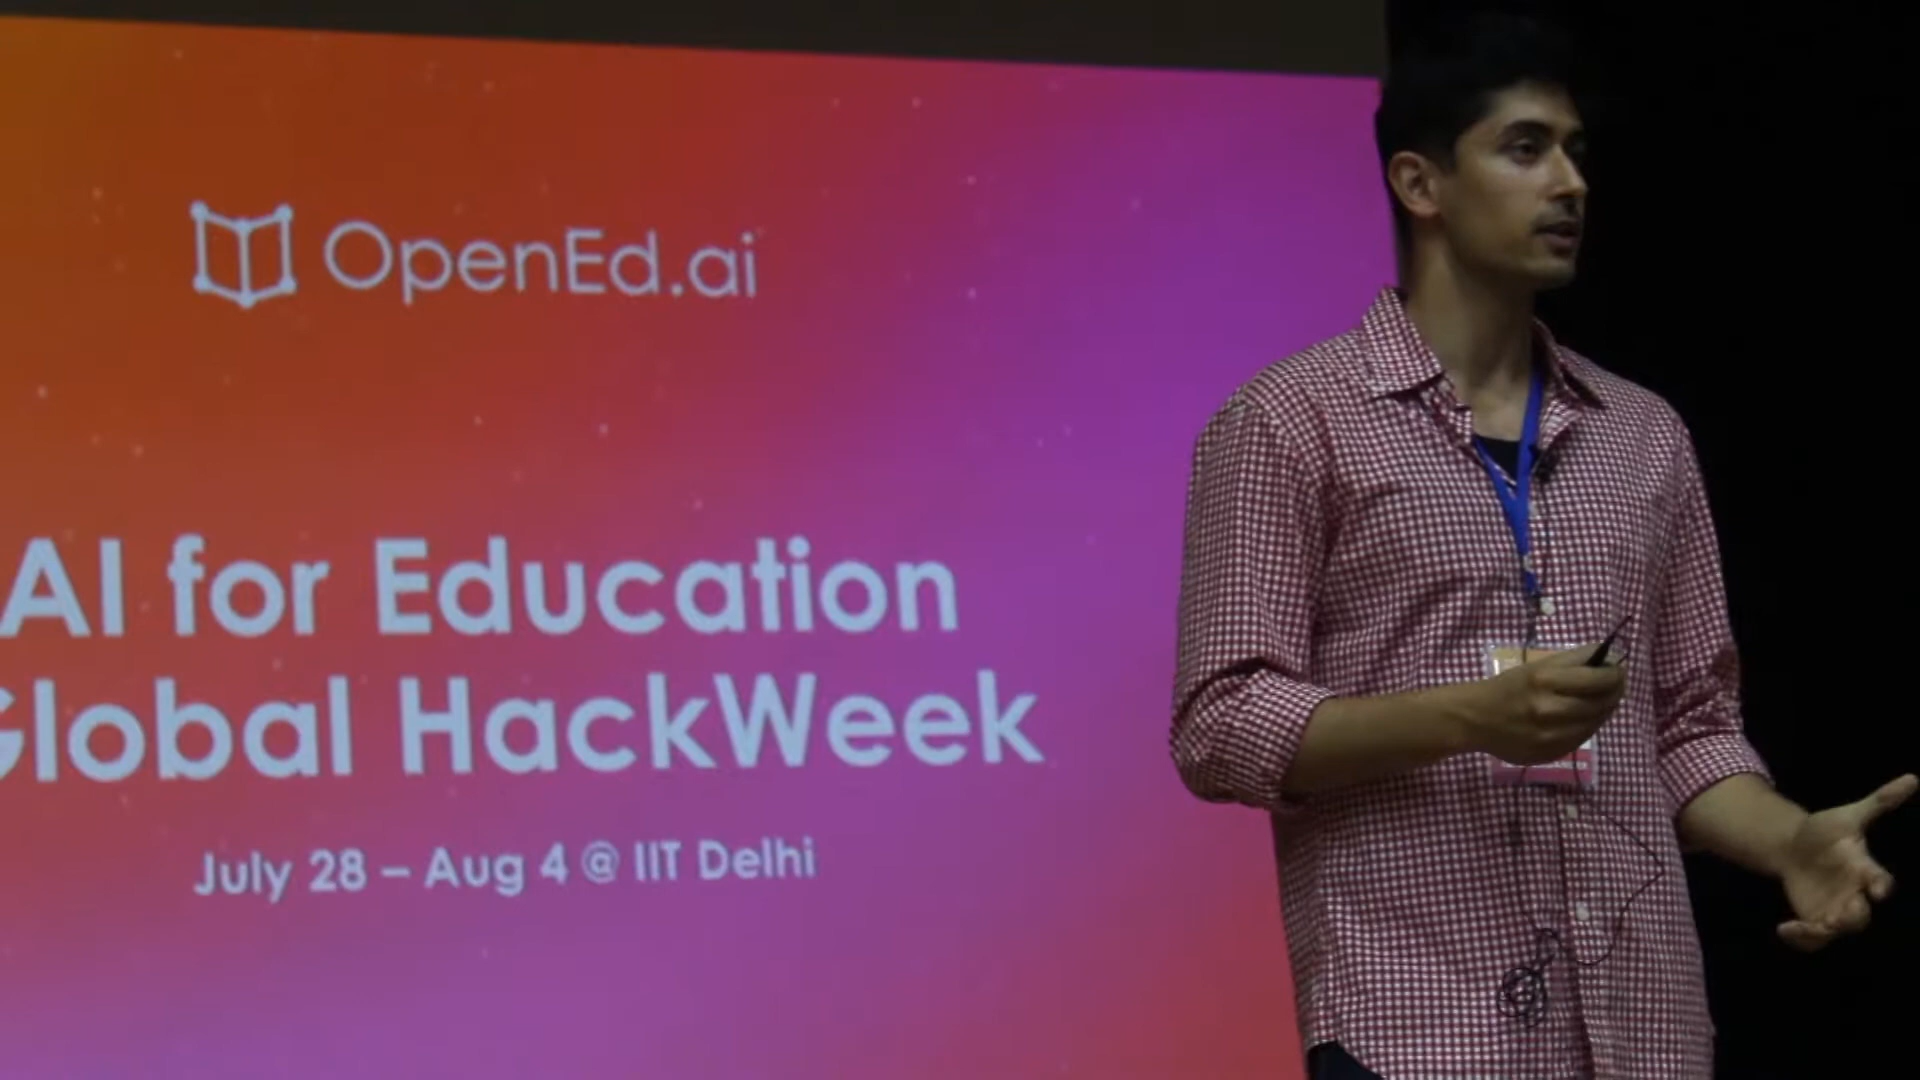 OpenEd.ai
AI for Education
Global HackWeek
July 28 – Aug 4 @ IIT Delhi